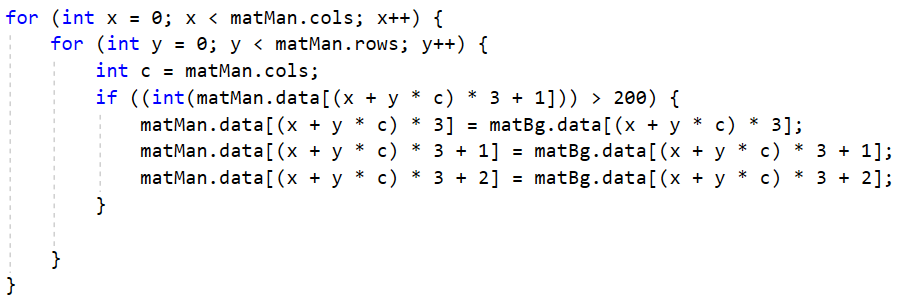 for (int x = 0; x < matMan.cols; x++) {
    for (int y = 0; y < matMan.rows; y++) {
        int c = matMan.cols;
        if ((int(matMan.data[(x + y * c) * 3 + 1])) > 200) {
            matMan.data[(x + y * c) * 3] = matBg.data[(x + y * c) * 3];
            matMan.data[(x + y * c) * 3 + 1] = matBg.data[(x + y * c) * 3 + 1];
            matMan.data[(x + y * c) * 3 + 2] = matBg.data[(x + y * c) * 3 + 2];
        }

    }
}